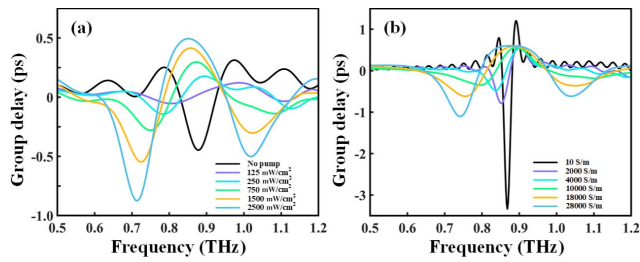 (a)
Group delay (ps)
0.5
0
-0.5
-1.0
No pump
125 mW/cm²
250 mW/cm²
750 mW/cm²
1500 mW/cm²
2500 mW/cm²
0.5 0.6 0.7 0.8 0.9 1.0 1.1 1.2
Frequency (THz)
(b)
Group delay (ps)
1
0
-1
-2
-3
10 S/m
2000 S/m
4000 S/m
10000 S/m
18000 S/m
28000 S/m
0.5 0.6 0.7 0.8 0.9 1.0 1.1 1.2
Frequency (THz)